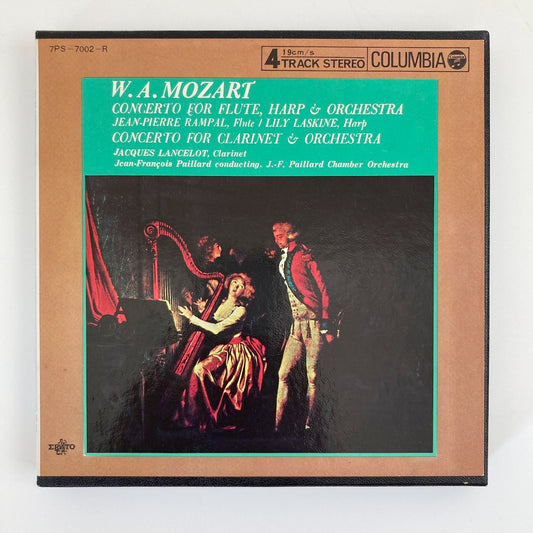 7PS-7002-R
4 19cm/s
TRACK STEREO
COLUMBIA
W. A. MOZART
CONCERTO FOR FLUTE, HARP & ORCHESTRA
JEAN-PIERRE RAMPAL, Flute / LILY LASKINE, Harp
CONCERTO FOR CLARINET & ORCHESTRA
JACQUES LANCELOT, Clarinet
Jean-François Paillard conducting, J.-F. Paillard Chamber Orchestra
ERATO